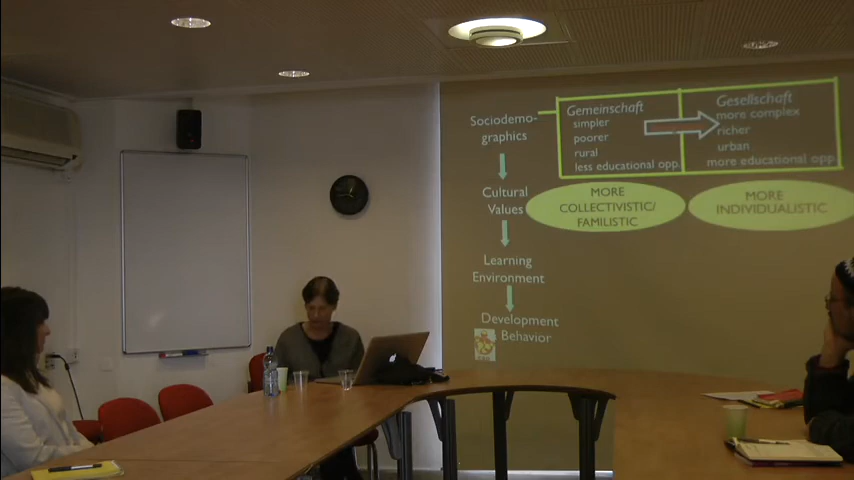 Sociodemo-
graphics
Gemeinschaft
simpler
poorer
rural
less educational opp.
Gesellschaft
more complex
richer
urban
more educational opp.
Cultural
Values
MORE
COLLECTIVISTIC/
FAMILISTIC
MORE
INDIVIDUALISTIC
Learning
Environment
Development
Behavior